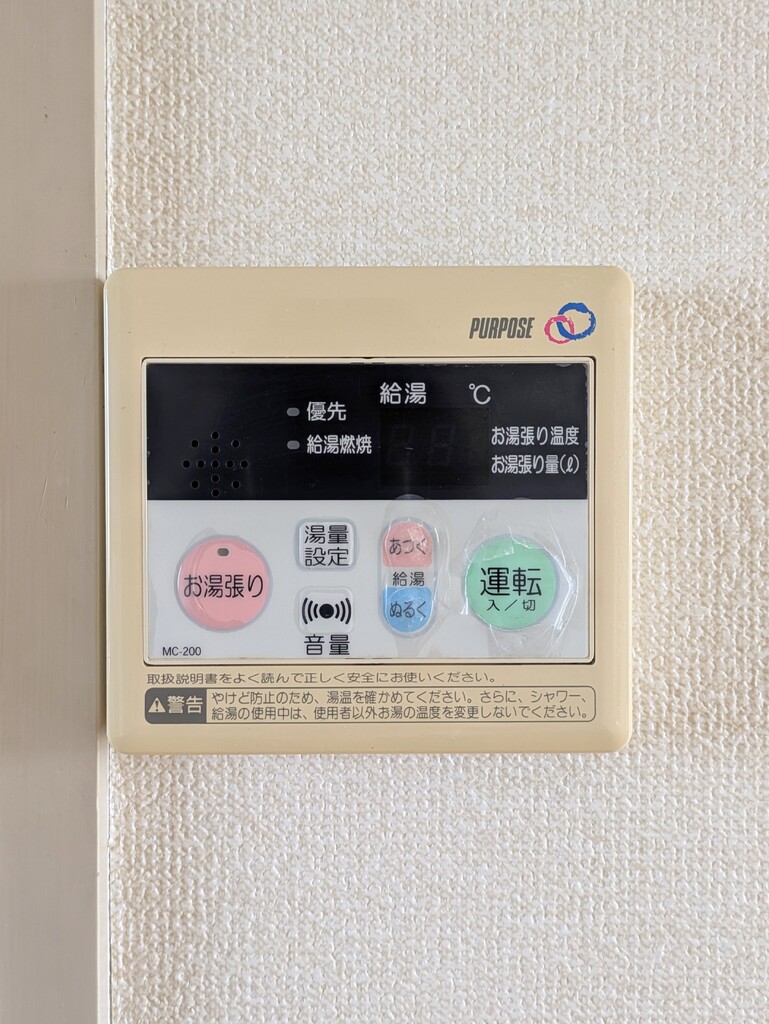 PURPOSE
給湯 ℃
優先
給湯燃焼
お湯張り温度
お湯張り量(ℓ)
お湯張り
湯量
設定
音量
あつく
給湯
ぬるく
運転
入／切
MC-200
取扱説明書をよく読んで正しく安全にお使いください。
警告
やけど防止のため、湯温を確かめてください。さらに、シャワー、
給湯の使用中は、使用者以外お湯の温度を変更しないでください。